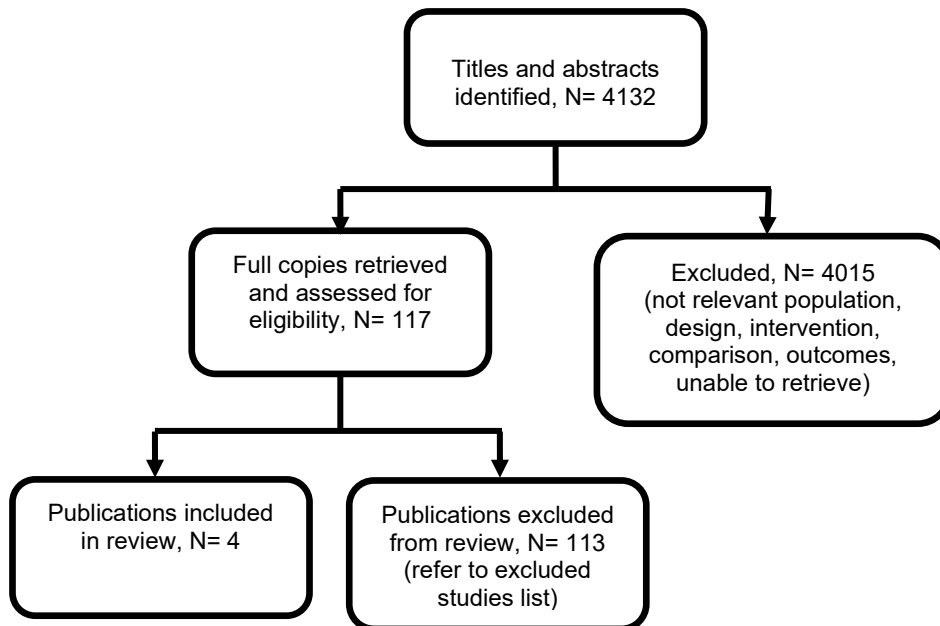 Titles and abstracts
identified, N= 4132
Full copies retrieved
and assessed for
eligibility, N= 117
Excluded, N= 4015
(not relevant population,
design, intervention,
comparison, outcomes,
unable to retrieve)
Publications included
in review, N= 4
Publications excluded
from review, N= 113
(refer to excluded
studies list)